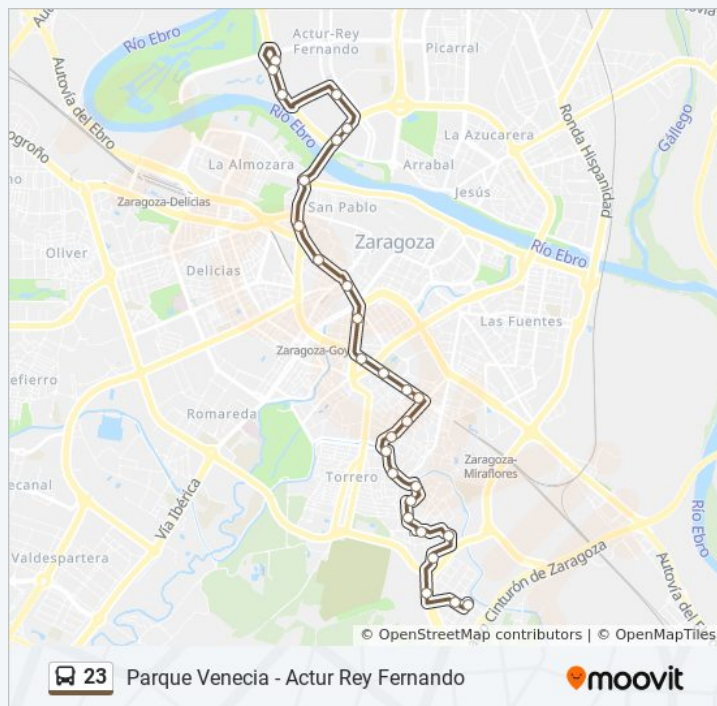 Río Ebro
Actur-Rey
Fernando
Picarral
Autovía del Ebro
Río Ebro
Ronda Hispanidad
Gállego
La Azucarera
La Almozara
Arrabal
Jesús
Zaragoza-Delicias
San Pablo
Zaragoza
Río Ebro
Oliver
Delicias
Las Fuentes
Romareda
Zaragoza-
Miraflores
Torrero
Vía Ibérica
Río Ebro
Valdespartera
Cinturón de Zaragoza
© OpenStreetMap contributors | © OpenMapTiles
23 Parque Venecia - Actur Rey Fernando
moovit